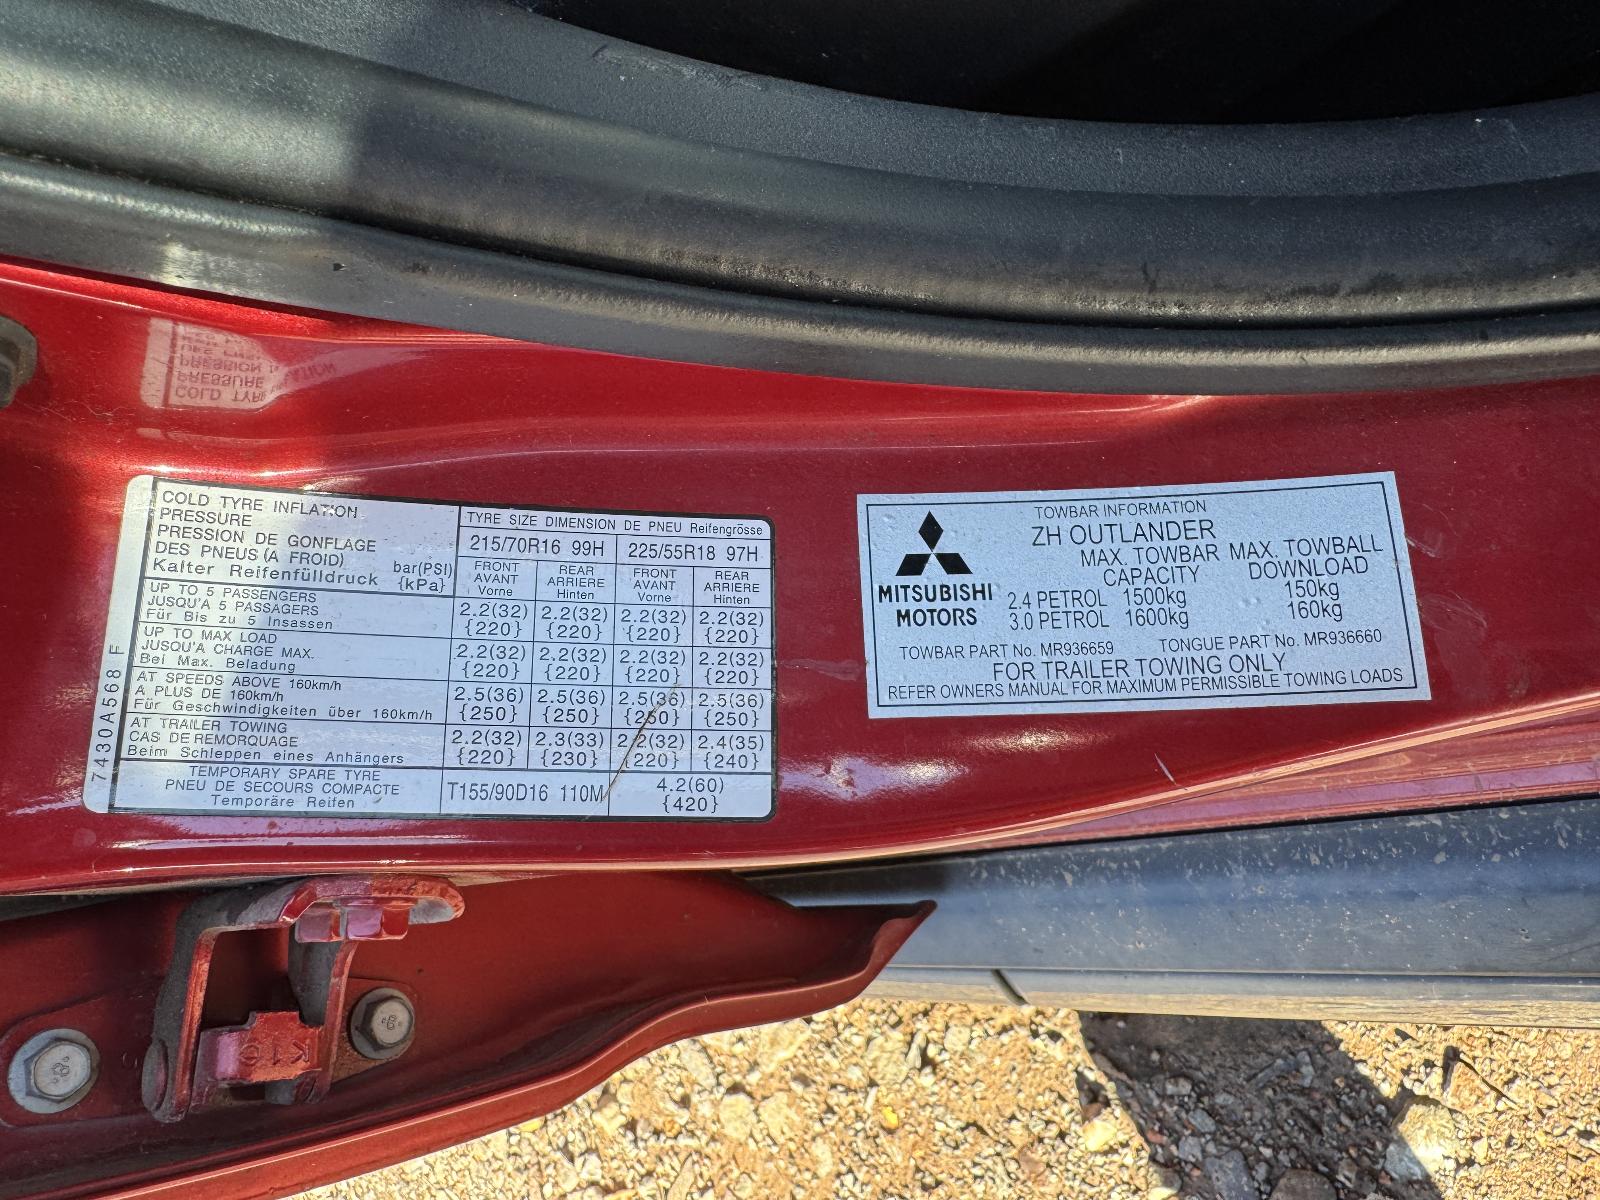 COLD TYRE INFLATION
PRESSURE
PRESSION DE GONFLAGE
DES PNEUS (A FROID)
Kalter Reifenfülldruck
bar(PSI)
{kPa}
TYRE SIZE DIMENSION DE PNEU Reifengrösse
215/70R16 99H 225/55R18 97H
FRONT REAR FRONT REAR
AVANT ARRIERE AVANT ARRIERE
Vorne Hinten Vorne Hinten
UP TO 5 PASSENGERS
JUSQU'A 5 PASSAGERS
Für Bis zu 5 Insassen
2.2(32) 2.2(32) 2.2(32) 2.2(32)
{220} {220} {220} {220}
UP TO MAX LOAD
JUSQU'A CHARGE MAX.
Bei Max. Beladung
2.2(32) 2.2(32) 2.2(32) 2.2(32)
{220} {220} {220} {220}
AT SPEEDS ABOVE 160km/h
A PLUS DE 160km/h
Für Geschwindigkeiten über 160km/h
2.5(36) 2.5(36) 2.5(36) 2.5(36)
{250} {250} {250} {250}
AT TRAILER TOWING
CAS DE REMORQUAGE
Beim Schleppen eines Anhängers
2.2(32) 2.3(33) 2.2(32) 2.4(35)
{220} {230} {220} {240}
TEMPORARY SPARE TYRE
PNEU DE SECOURS COMPACTE
Temporäre Reifen
T155/90D16 110M
4.2(60)
{420}
7430A568 F
MITSUBISHI
MOTORS
TOWBAR INFORMATION
ZH OUTLANDER
MAX. TOWBAR MAX. TOWBALL
CAPACITY DOWNLOAD
2.4 PETROL 1500kg 150kg
3.0 PETROL 1600kg 160kg
TOWBAR PART No. MR936659 TONGUE PART No. MR936660
FOR TRAILER TOWING ONLY
REFER OWNERS MANUAL FOR MAXIMUM PERMISSIBLE TOWING LOADS
8
8